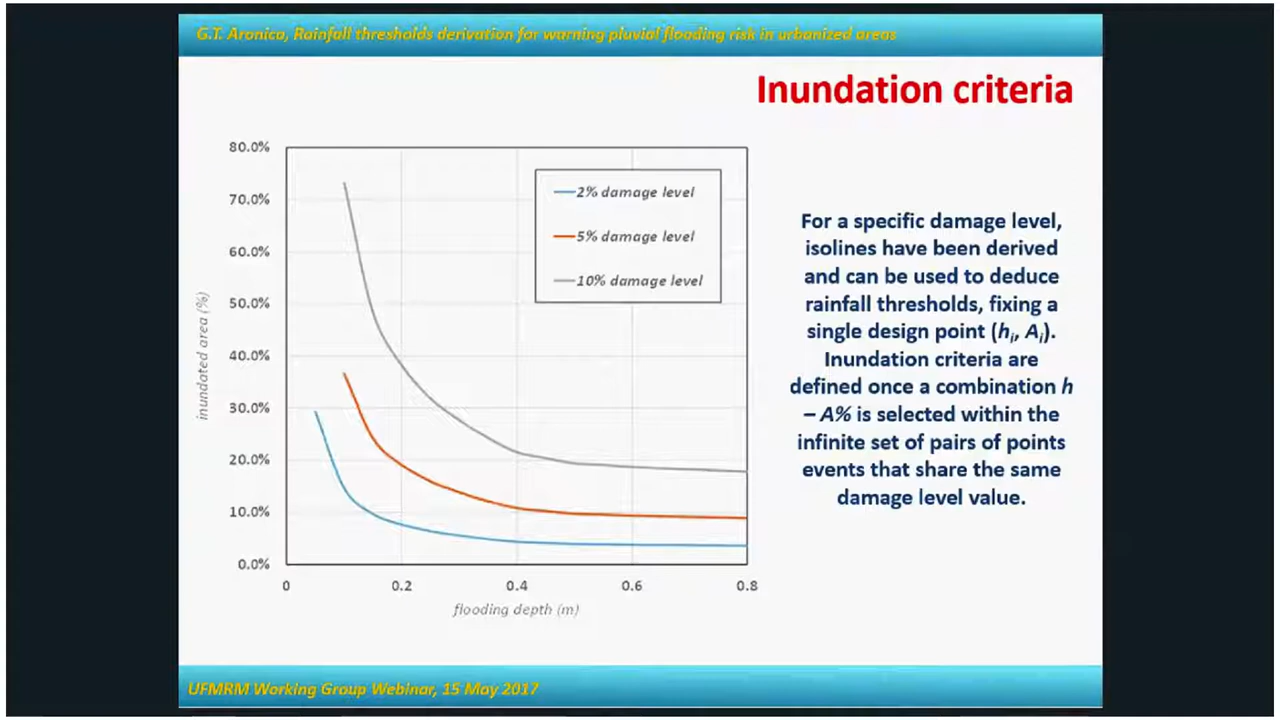 G.T. Aronica, Rainfall thresholds derivation for warning pluvial flooding risk in urbanized areas
Inundation criteria
80.0%
70.0%
60.0%
50.0%
40.0%
30.0%
20.0%
10.0%
0.0%
inundated area (%)
0 0.2 0.4 0.6 0.8
flooding depth (m)
2% damage level
5% damage level
10% damage level
For a specific damage level,
isolines have been derived
and can be used to deduce
rainfall thresholds, fixing a
single design point (hi, Ai).
Inundation criteria are
defined once a combination h
– A% is selected within the
infinite set of pairs of points
events that share the same
damage level value.
UFMRM Working Group Webinar, 15 May 2017